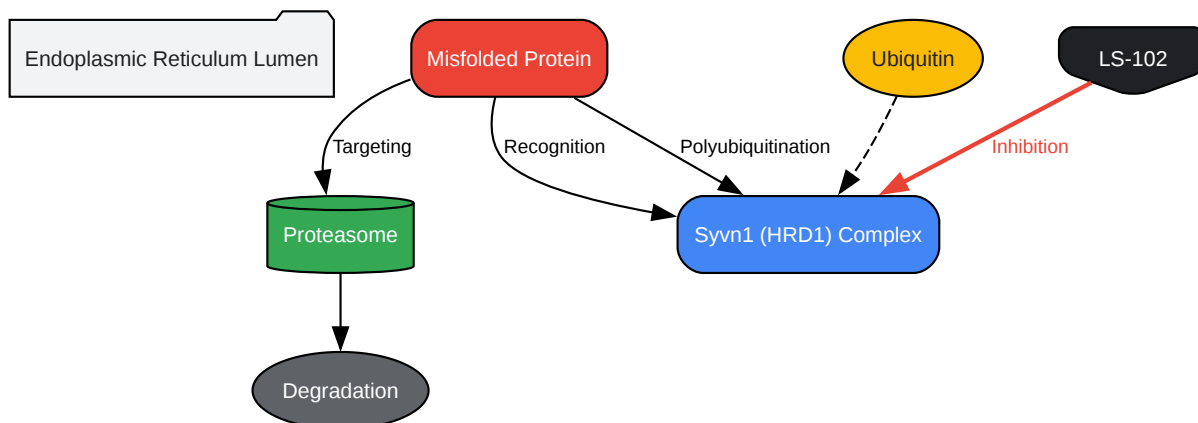 Endoplasmic Reticulum Lumen
Misfolded Protein
Ubiquitin
LS-102
Targeting
Recognition
Polyubiquitination
Inhibition
Proteasome
Syvn1 (HRD1) Complex
Degradation